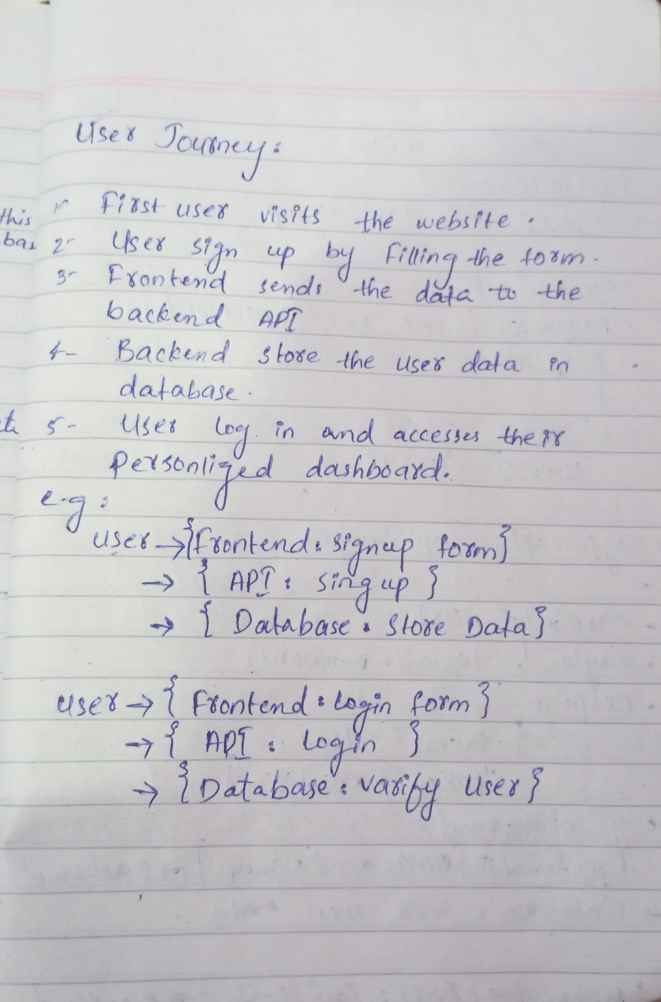 User Journey:
this 1- First user visits the website.
bas 2- User sign up by filling the form.
3- Frontend sends the data to the
backend API
4- Backend store the user data in
database.
5- User log in and accesses their
Personliged dashboard.
e.g:
user → {frontend: signup form}
→ { API: singup }
→ { Database: Store Data}
user → { Frontend: login form }
→ { API: login }
→ { Database: varify User}